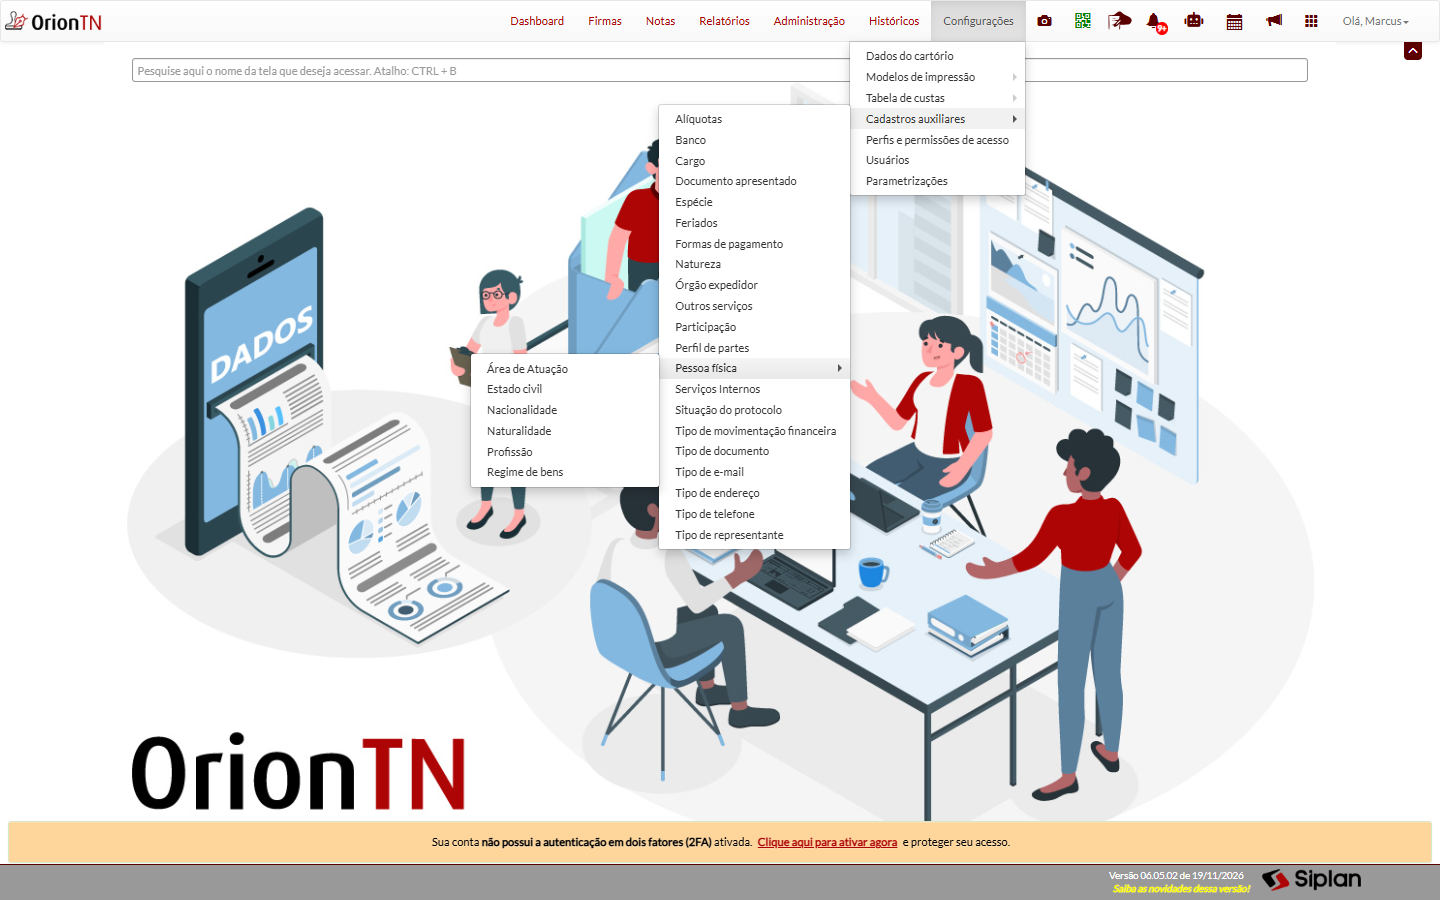 OrionTN
Dashboard
Firmas
Notas
Relatórios
Administração
Históricos
Configurações
9+
Olá, Marcus
Pesquise aqui o nome da tela que deseja acessar. Atalho: CTRL + B
Dados do cartório
Modelos de impressão
Tabela de custas
Cadastros auxiliares
Perfis e permissões de acesso
Usuários
Parametrizações
Alíquotas
Banco
Cargo
Documento apresentado
Espécie
Feriados
Formas de pagamento
Natureza
Órgão expedidor
Outros serviços
Participação
Perfil de partes
Pessoa física
Serviços Internos
Situação do protocolo
Tipo de movimentação financeira
Tipo de documento
Tipo de e-mail
Tipo de endereço
Tipo de telefone
Tipo de representante
Área de Atuação
Estado civil
Nacionalidade
Naturalidade
Profissão
Regime de bens
DADOS
OrionTN
Sua conta não possui a autenticação em dois fatores (2FA) ativada. Clique aqui para ativar agora e proteger seu acesso.
Versão 06.05.02 de 19/11/2026
Saiba as novidades dessa versão!
Siplan